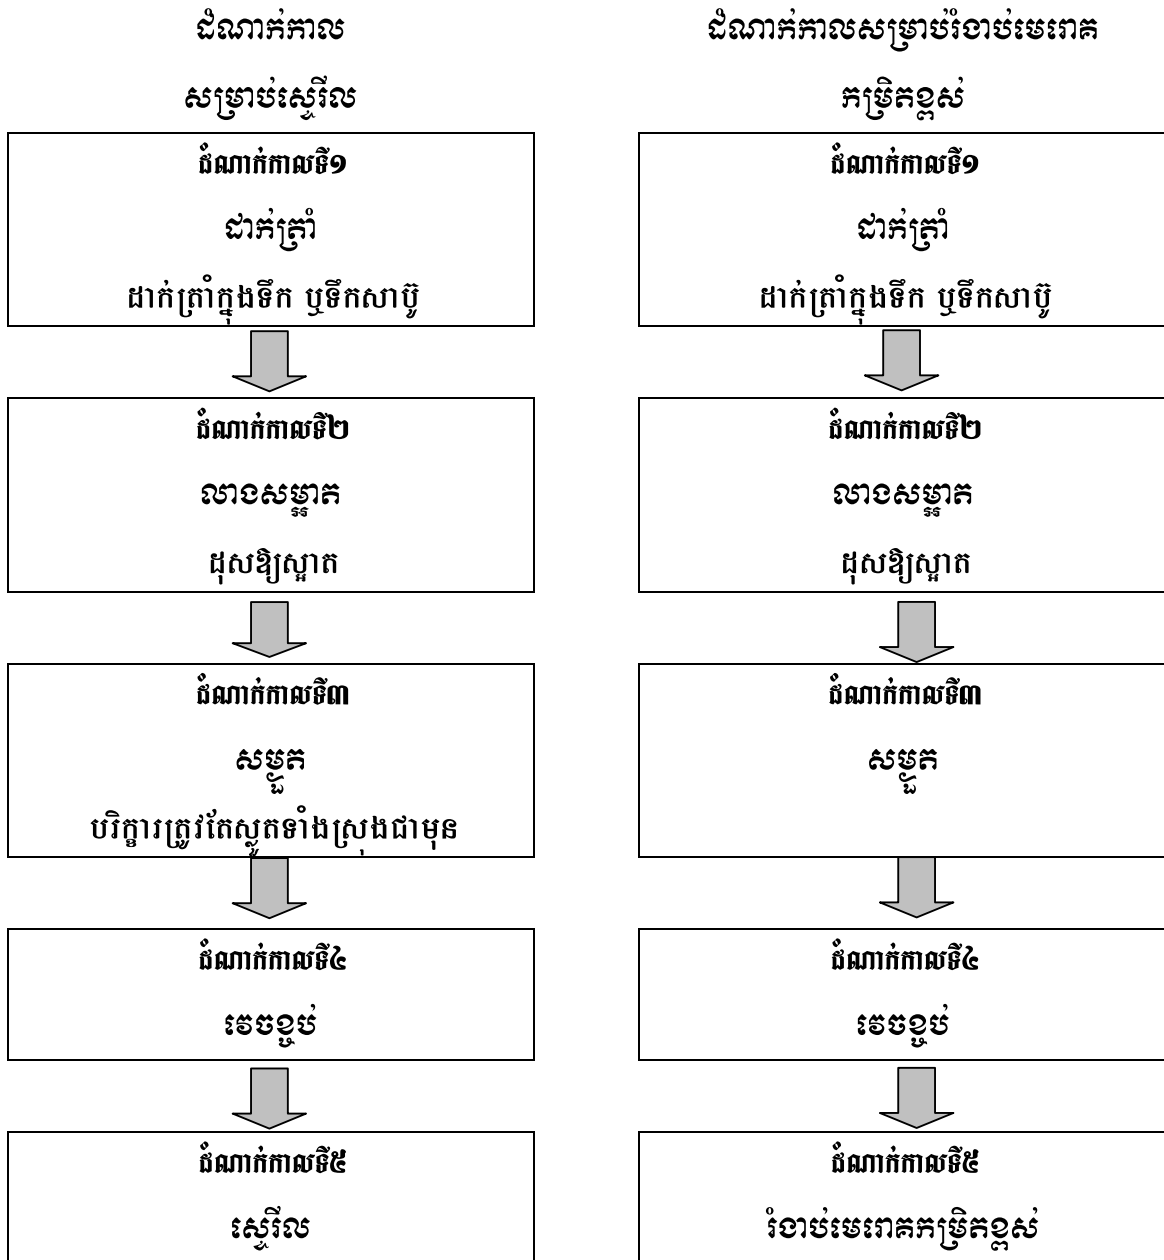 ដំណាក់កាល
សម្រាប់ស្ទេរីល
ដំណាក់កាលទី១
ដាក់ត្រាំ
ដាក់ត្រាំក្នុងទឹក ឬទឹកសាប៊ូ
ដំណាក់កាលទី២
លាងសម្អាត
ដុសឱ្យស្អាត
ដំណាក់កាលទី៣
សម្ងួត
បរិក្ខារត្រូវតែស្ងួតទាំងស្រុងជាមុន
ដំណាក់កាលទី៤
វេចខ្ចប់
ដំណាក់កាលទី៥
ស្ទេរីល
ដំណាក់កាលសម្រាប់រំងាប់មេរោគ
កម្រិតខ្ពស់
ដំណាក់កាលទី១
ដាក់ត្រាំ
ដាក់ត្រាំក្នុងទឹក ឬទឹកសាប៊ូ
ដំណាក់កាលទី២
លាងសម្អាត
ដុសឱ្យស្អាត
ដំណាក់កាលទី៣
សម្ងួត
ដំណាក់កាលទី៤
វេចខ្ចប់
ដំណាក់កាលទី៥
រំងាប់មេរោគកម្រិតខ្ពស់